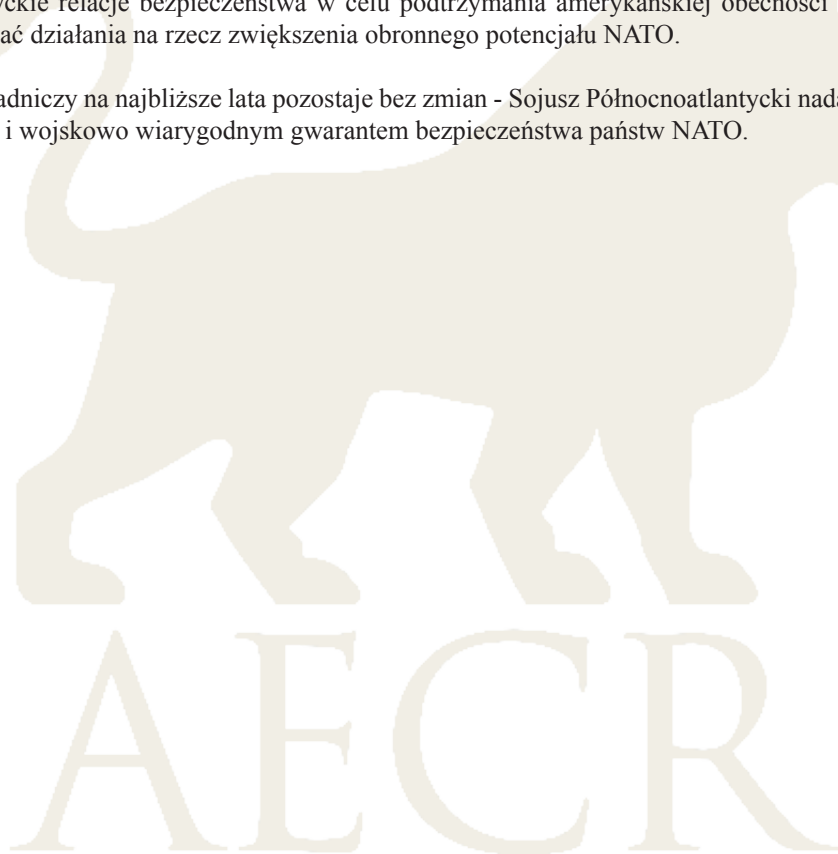 yckie relacje bezpieczeństwa w celu podtrzymania amerykańskiej obecności
ać działania na rzecz zwiększenia obronnego potencjału NATO.
adniczy na najbliższe lata pozostaje bez zmian - Sojusz Północnoatlantycki nada
i wojskowo wiarygodnym gwarantem bezpieczeństwa państw NATO.
AECR